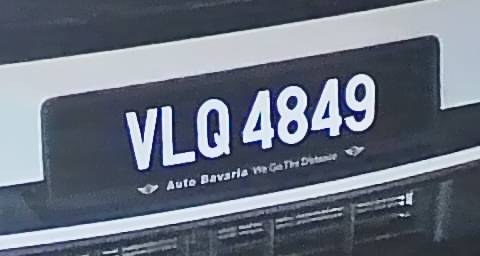 VLQ 4849
Auto Bavaria We Go The Distance